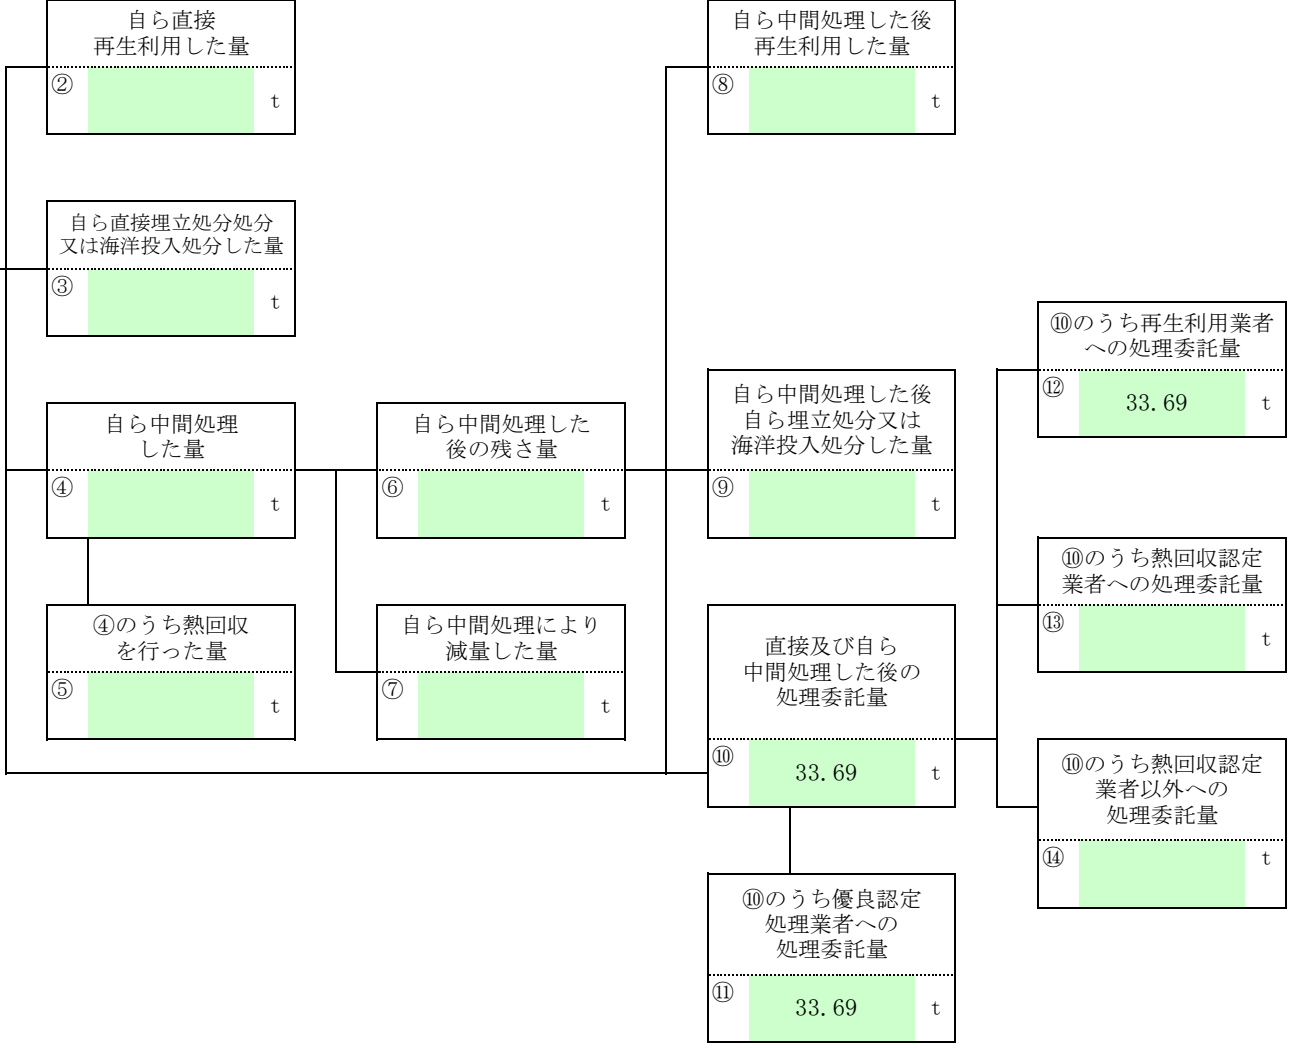 自ら直接
再生利用した量
②
t
自ら中間処理した後
再生利用した量
⑧
t
自ら直接埋立処分処分
又は海洋投入処分した量
③
t
⑩のうち再生利用業者
への処理委託量
⑫
33.69
t
自ら中間処理
した量
④
t
自ら中間処理した
後の残さ量
⑥
t
自ら中間処理した後
自ら埋立処分又は
海洋投入処分した量
⑨
t
⑩のうち熱回収認定
業者への処理委託量
⑬
t
④のうち熱回収
を行った量
⑤
t
自ら中間処理により
減量した量
⑦
t
直接及び自ら
中間処理した後の
処理委託量
⑩
33.69
t
⑩のうち熱回収認定
業者以外への
処理委託量
⑭
t
⑩のうち優良認定
処理業者への
処理委託量
⑪
33.69
t